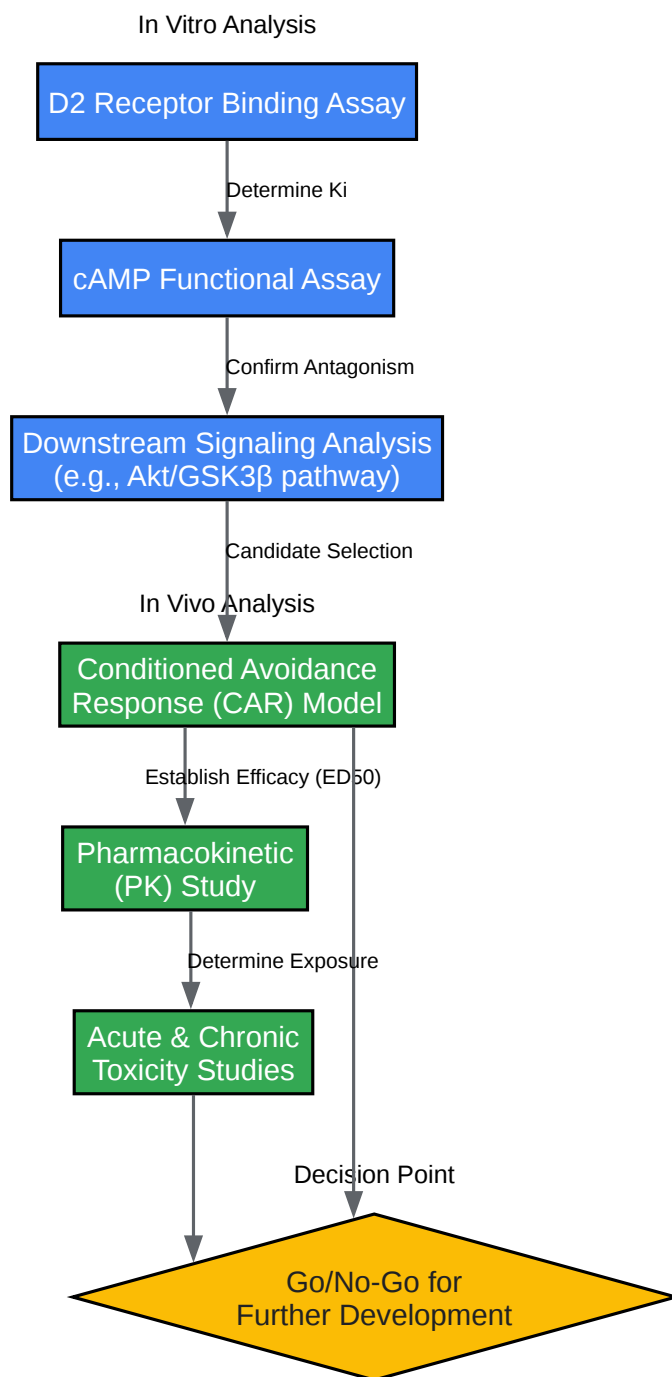 In Vitro Analysis
D2 Receptor Binding Assay
Determine Ki
cAMP Functional Assay
Confirm Antagonism
Downstream Signaling Analysis
(e.g., Akt/GSK3β pathway)
Candidate Selection
In Vivo Analysis
Conditioned Avoidance
Response (CAR) Model
Establish Efficacy (ED50)
Pharmacokinetic
(PK) Study
Determine Exposure
Acute & Chronic
Toxicity Studies
Decision Point
Go/No-Go for
Further Development